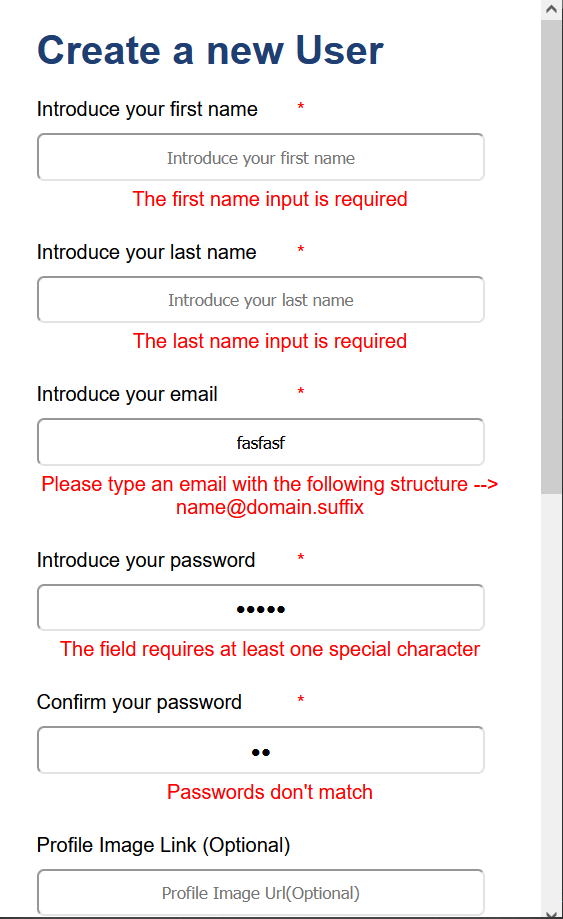 Create a new User
Introduce your first name *
Introduce your first name
The first name input is required
Introduce your last name *
Introduce your last name
The last name input is required
Introduce your email *
fasfasf
Please type an email with the following structure -->
name@domain.suffix
Introduce your password *
•••••
The field requires at least one special character
Confirm your password *
••
Passwords don't match
Profile Image Link (Optional)
Profile Image Url(Optional)